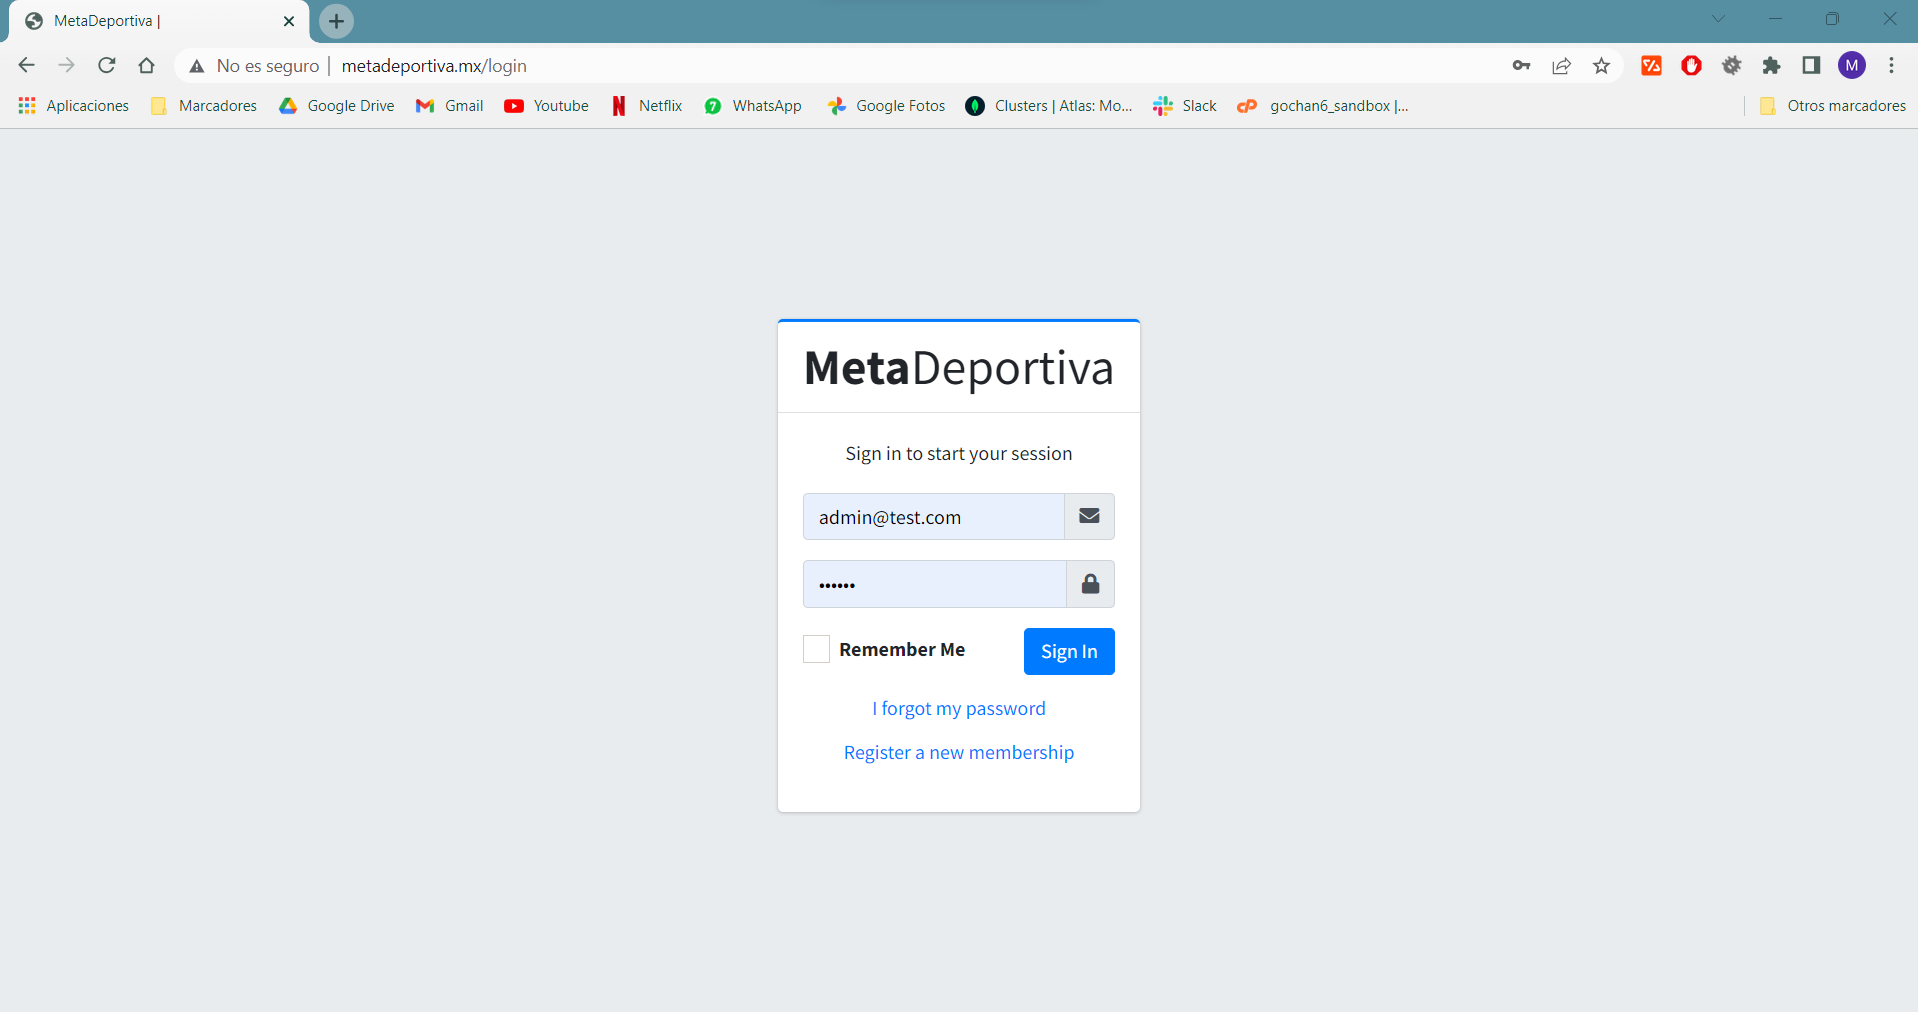 MetaDeportiva |
No es seguro | metadeportiva.mx/login
M
Aplicaciones Marcadores Google Drive Gmail Youtube Netflix 7 WhatsApp Google Fotos Clusters | Atlas: Mo... Slack cP gochan6_sandbox |... Otros marcadores
MetaDeportiva
Sign in to start your session
admin@test.com
••••••
Remember Me Sign In
I forgot my password
Register a new membership